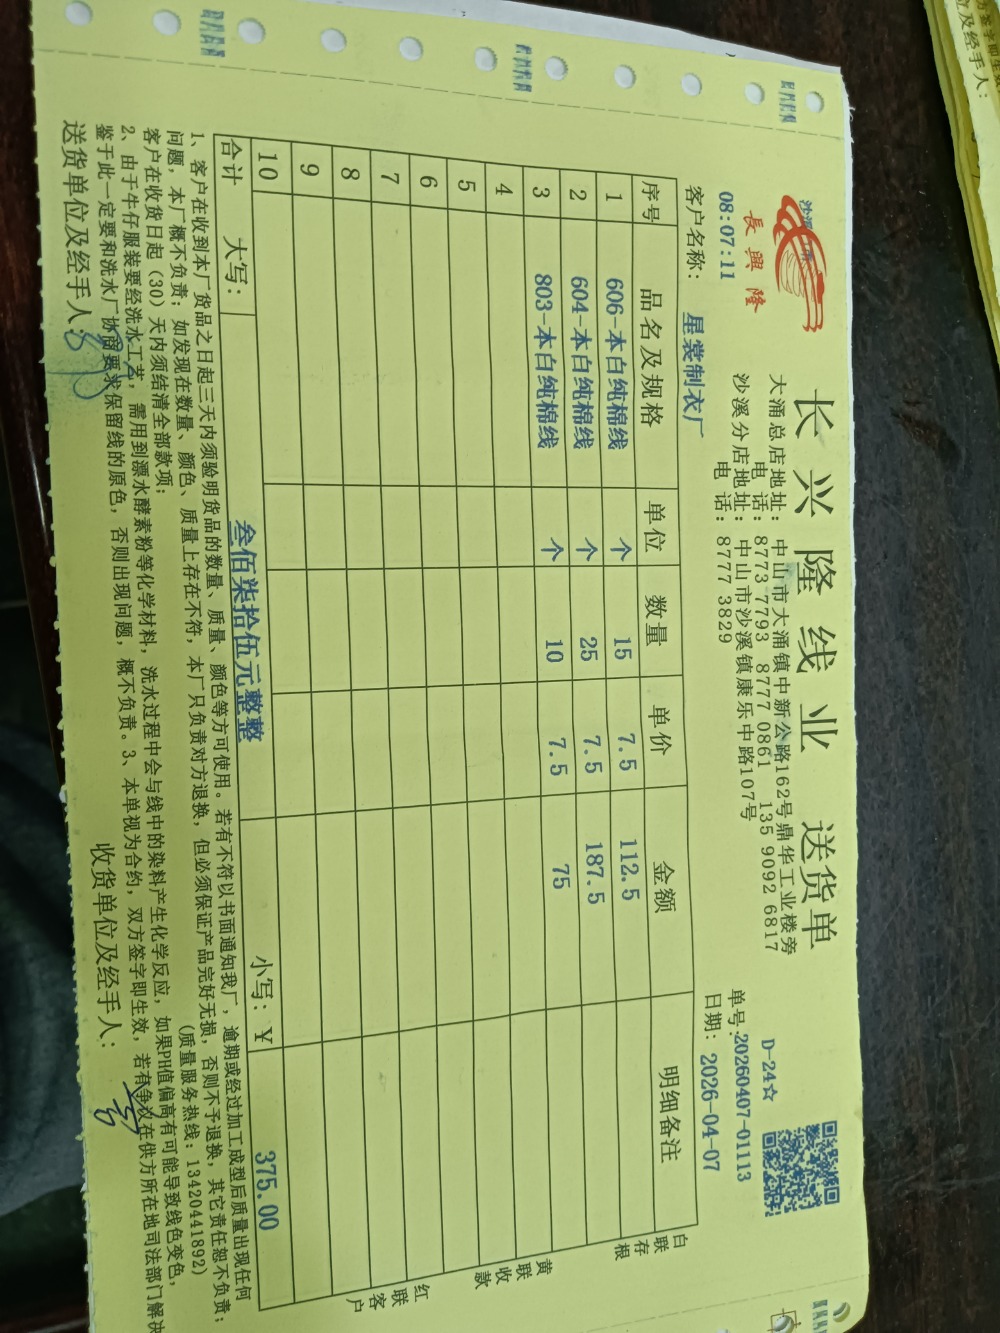 長興隆
长兴隆线业 送货单
大涌总店地址: 中山市大涌镇中新公路162号鼎华工业楼旁
电 话: 8773 7793 8777 0861 135 9092 6817
沙溪分店地址: 中山市沙溪镇康乐中路107号
电 话: 8777 3829
D-24☆
单号:20260407-01113
08:07:11
日期: 2026-04-07
客户名称: 星裳制衣厂
序号 品名及规格 单位 数量 单价 金额 明细备注
1 606-本白纯棉线 个 15 7.5 112.5
2 604-本白纯棉线 个 25 7.5 187.5
3 803-本白纯棉线 个 10 7.5 75
4
5
6
7
8
9
10
合计 大写: 叁佰柒拾伍元整整 小写: ¥ 375.00
白联存根
黄联收款
红联客户
1、客户在收到本厂货品之日起三天内须验明货品的数量、质量、颜色等方可使用。若有不符以书面通知我厂，逾期或经过加工成型后质量出现任何
问题，本厂概不负责；如发现在数量、颜色、质量上存在不符，本厂只负责对方退换，但必须保证产品完好无损，否则不予退换，其它责任恕不负责；
客户在收货日起（30）天内须结清全部款项； (质量服务热线: 13420441892)
2、由于牛仔服装要经洗水工艺，需用到漂水酵素粉等化学材料，洗水过程中会与线中的染料产生化学反应，如果PH值偏高有可能导致线色变色，
鉴于此一定要和洗水厂协商要求保留线的原色，否则出现问题，概不负责。3、本单视为合约，双方签字即生效，若有争议在供方所在地司法部门解决
送货单位及经手人: 收货单位及经手人:
及经手人: